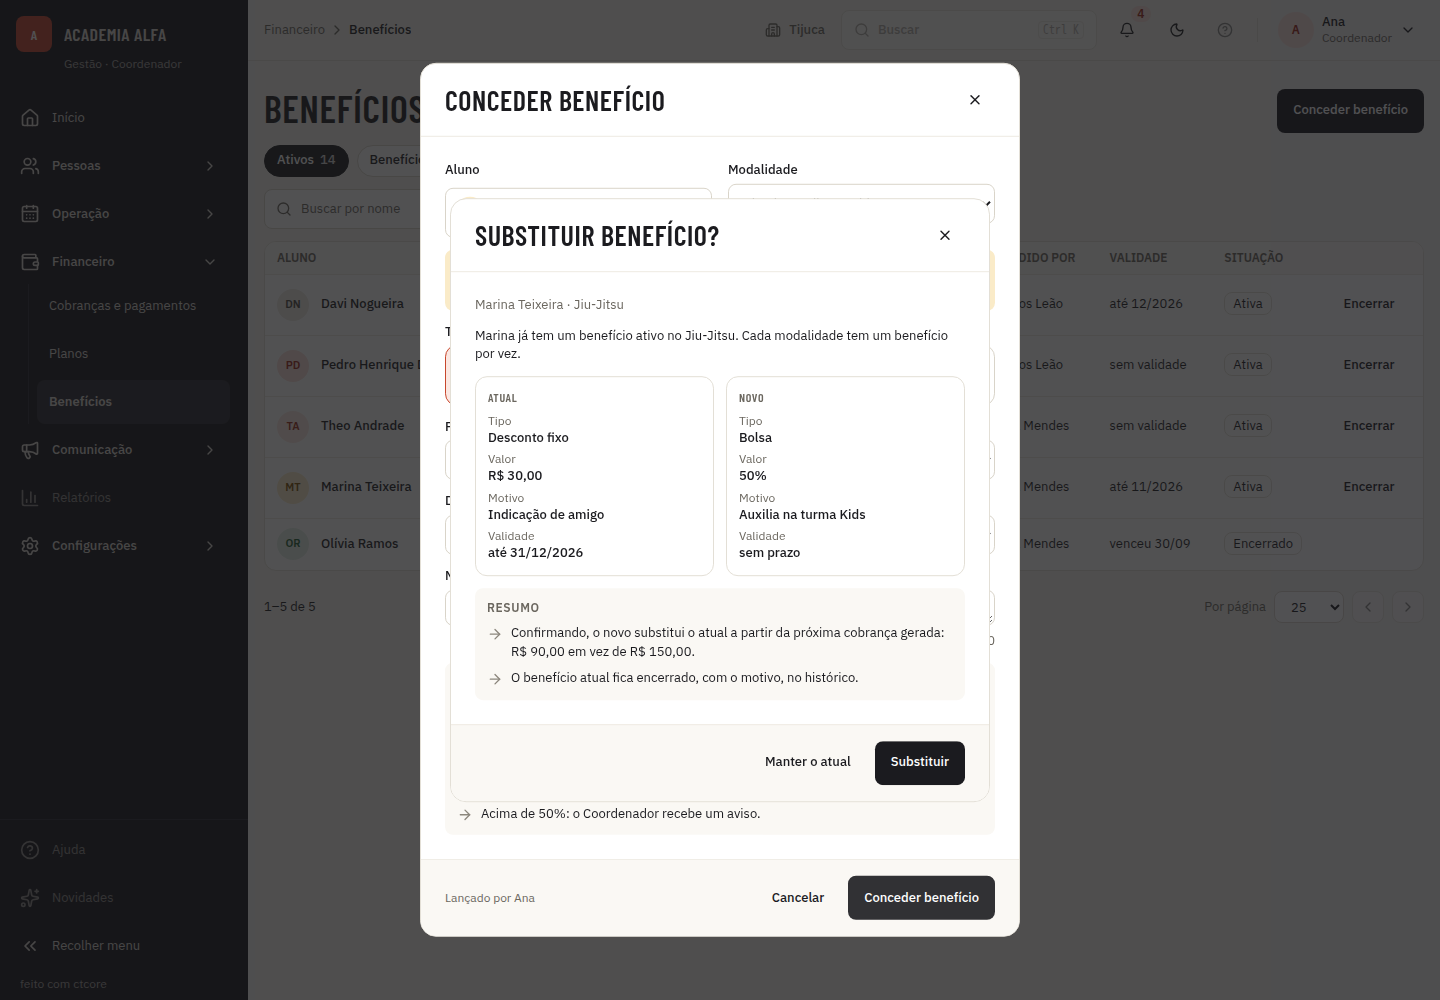 A ACADEMIA ALFA
Gestão · Coordenador
Início
Pessoas
Operação
Financeiro
Cobranças e pagamentos
Planos
Benefícios
Comunicação
Relatórios
Configurações
Ajuda
Novidades
Recolher menu
feito com ctcore
Financeiro > Benefícios
Tijuca
Buscar Ctrl K
4
A
Ana
Coordenador
BENEFÍCIOS
Conceder benefício
Ativos 14
Buscar por nome
ALUNO
VALIDADE
SITUAÇÃO
DN Davi Nogueira
Leão até 12/2026 Ativa Encerrar
PD Pedro Henrique
Leão sem validade Ativa Encerrar
TA Theo Andrade
Mendes sem validade Ativa Encerrar
MT Marina Teixeira
Mendes até 11/2026 Ativa Encerrar
OR Olívia Ramos
Mendes venceu 30/09 Encerrado
1–5 de 5
Por página 25
CONCEDER BENEFÍCIO
Aluno
Modalidade
SUBSTITUIR BENEFÍCIO?
Marina Teixeira · Jiu-Jitsu
Marina já tem um benefício ativo no Jiu-Jitsu. Cada modalidade tem um benefício
por vez.
ATUAL
Tipo
Desconto fixo
Valor
R$ 30,00
Motivo
Indicação de amigo
Validade
até 31/12/2026
NOVO
Tipo
Bolsa
Valor
50%
Motivo
Auxilia na turma Kids
Validade
sem prazo
RESUMO
Confirmando, o novo substitui o atual a partir da próxima cobrança gerada:
R$ 90,00 em vez de R$ 150,00.
O benefício atual fica encerrado, com o motivo, no histórico.
Manter o atual
Substituir
Acima de 50%: o Coordenador recebe um aviso.
Lançado por Ana
Cancelar
Conceder benefício